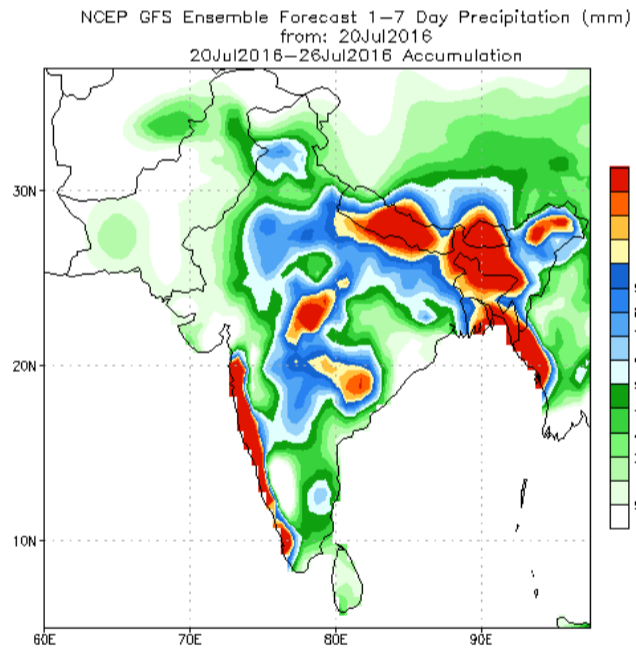 NCEP GFS Ensemble Forecast 1-7 Day Precipitation (mm)
from: 20Jul2016
20Jul2016-26Jul2016 Accumulation
30N
20N
10N
60E
70E
80E
90E